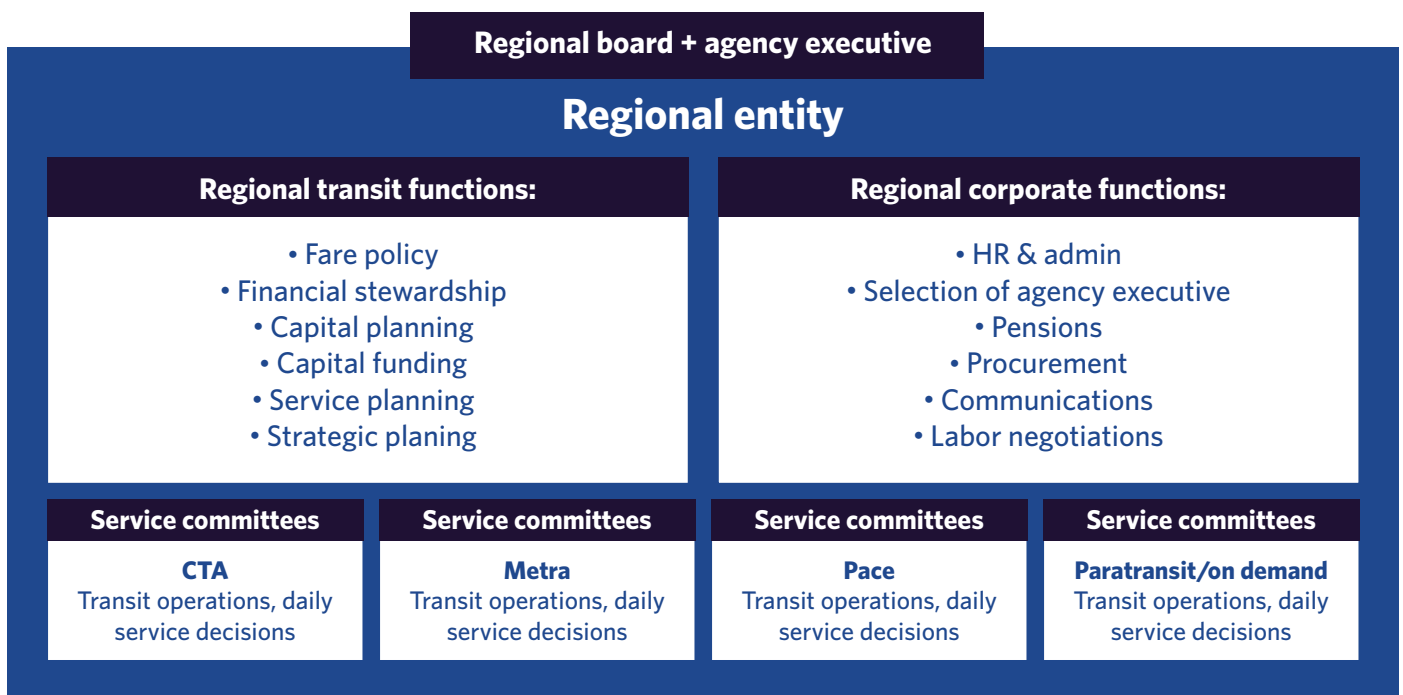 Regional board + agency executive
Regional entity
Regional transit functions:
• Fare policy
• Financial stewardship
• Capital planning
• Capital funding
• Service planning
• Strategic planing
Regional corporate functions:
• HR & admin
• Selection of agency executive
• Pensions
• Procurement
• Communications
• Labor negotiations
Service committees
CTA
Transit operations, daily
service decisions
Service committees
Metra
Transit operations, daily
service decisions
Service committees
Pace
Transit operations, daily
service decisions
Service committees
Paratransit/on demand
Transit operations, daily
service decisions